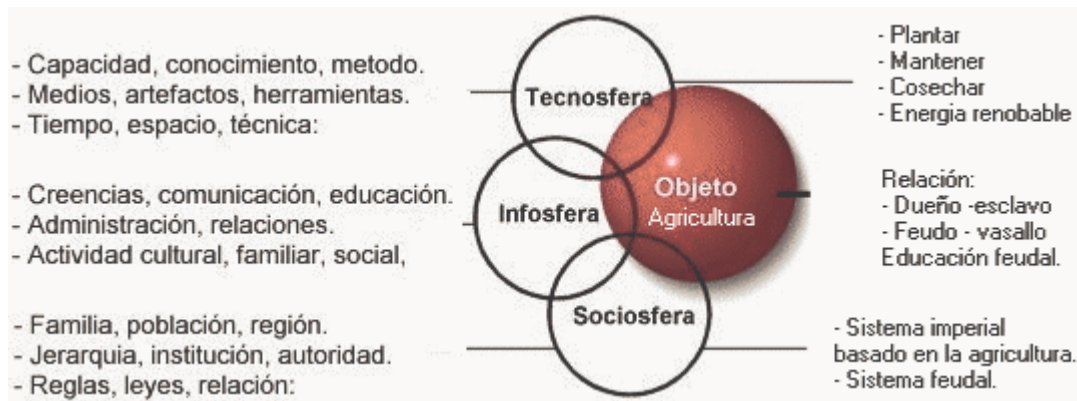 - Capacidad, conocimiento, metodo.
- Medios, artefactos, herramientas.
- Tiempo, espacio, técnica:
- Creencias, comunicación, educación.
- Administración, relaciones.
- Actividad cultural, familiar, social,
- Familia, población, región.
- Jerarquia, institución, autoridad.
- Reglas, leyes, relación:
Tecnosfera
Infosfera
Sociosfera
Objeto
Agricultura
- Plantar
- Mantener
- Cosechar
- Energia renobable
Relación:
- Dueño -esclavo
- Feudo - vasallo
Educación feudal.
- Sistema imperial
basado en la agricultura.
- Sistema feudal.